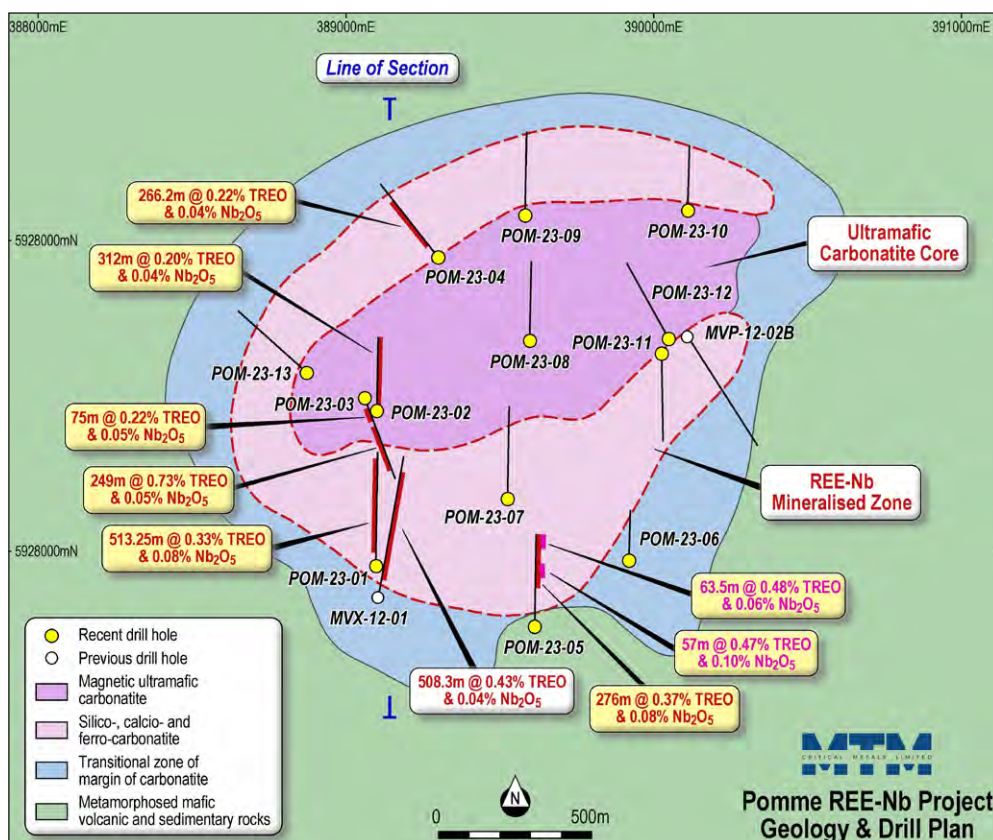 388000mE
389000mE
390000mE
391000mE
Line of Section
266.2m @ 0.22% TREO
& 0.04% Nb₂O₅
312m @ 0.20% TREO
& 0.04% Nb₂O₅
5928000mN
POM-23-09
POM-23-10
POM-23-04
Ultramafic
Carbonatite Core
POM-23-12
MVP-12-02B
POM-23-11
POM-23-08
POM-23-13
POM-23-03
POM-23-02
75m @ 0.22% TREO
& 0.05% Nb₂O₅
249m @ 0.73% TREO
& 0.05% Nb₂O₅
513.25m @ 0.33% TREO
& 0.08% Nb₂O₅
REE-Nb
Mineralised Zone
POM-23-07
5928000mN
POM-23-06
POM-23-01
MVX-12-01
POM-23-05
63.5m @ 0.48% TREO
& 0.06% Nb₂O₅
57m @ 0.47% TREO
& 0.10% Nb₂O₅
508.3m @ 0.43% TREO
& 0.04% Nb₂O₅
276m @ 0.37% TREO
& 0.08% Nb₂O₅
Recent drill hole
Previous drill hole
Magnetic ultramafic
carbonatite
Silico-, calcio- and
ferro-carbonatite
Transitional zone of
margin of carbonatite
Metamorphosed mafic
volcanic and sedimentary rocks
N
0
500m
MTM
CRITICAL METALS LIMITED
Pomme REE-Nb Project
Geology & Drill Plan